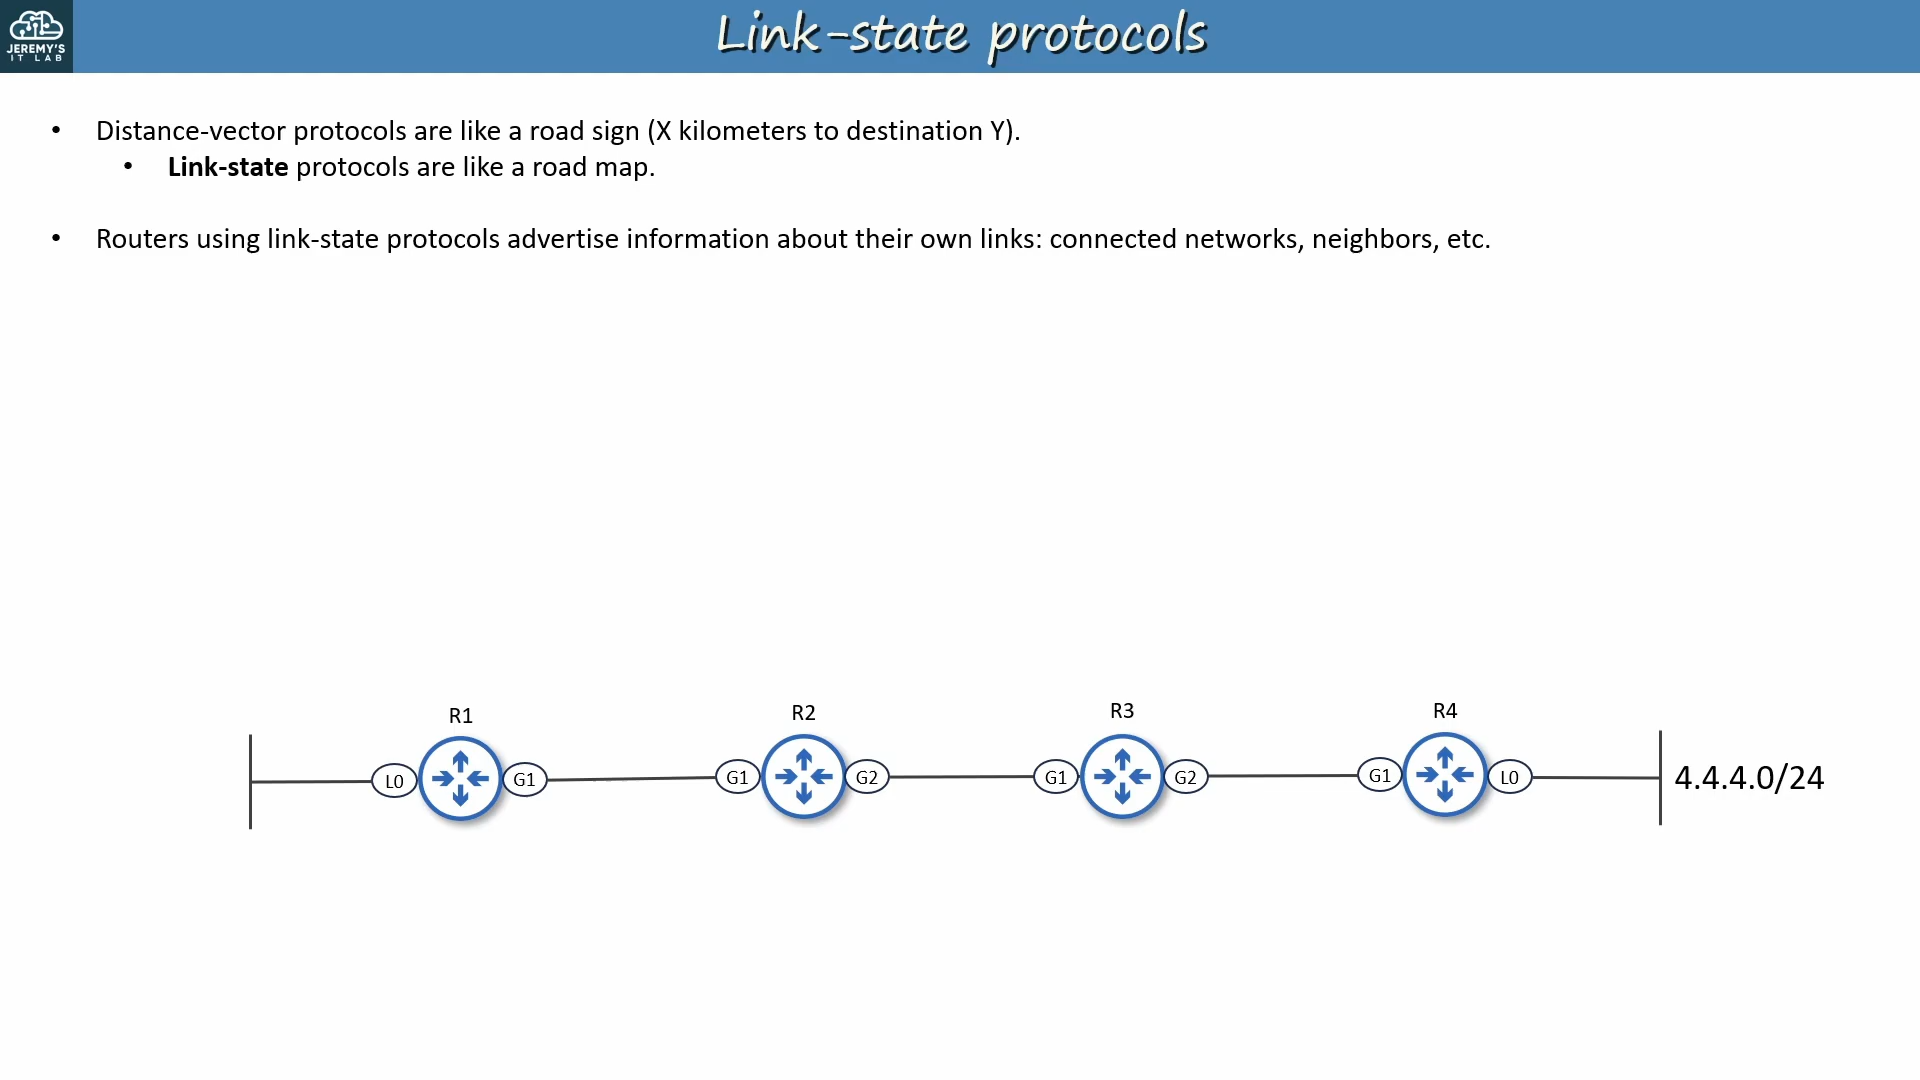 JEREMY'S
IT LAB
Link-state protocols
• Distance-vector protocols are like a road sign (X kilometers to destination Y).
• Link-state protocols are like a road map.
• Routers using link-state protocols advertise information about their own links: connected networks, neighbors, etc.
R1 R2 R3 R4
L0 G1 G1 G2 G1 G2 G1 L0 4.4.4.0/24